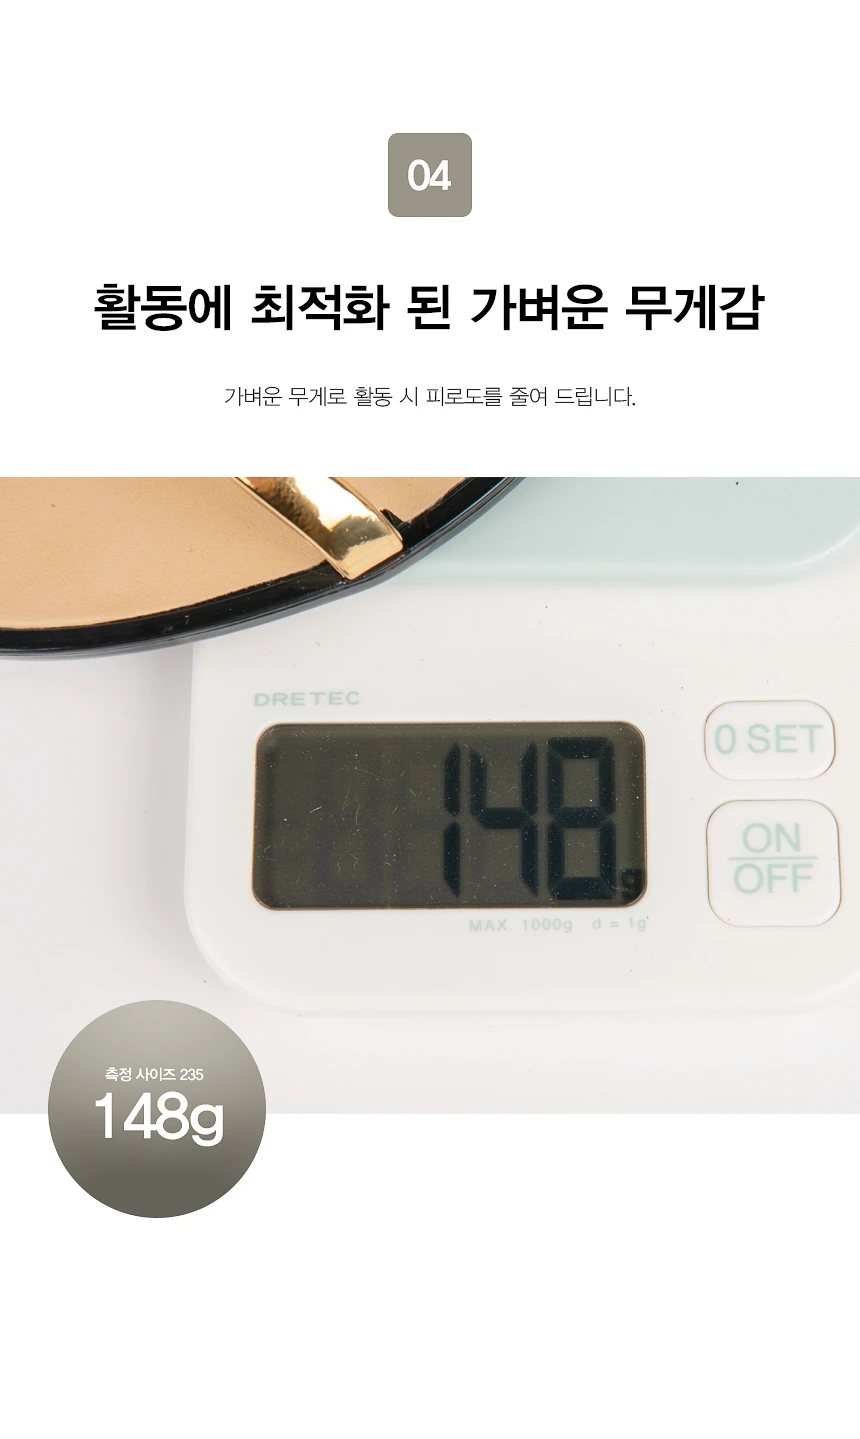 04
활동에 최적화 된 가벼운 무게감
가벼운 무게로 활동 시 피로도를 줄여 드립니다.
DRETEC
148g
0 SET
ON
OFF
MAX. 1000g d = 1g
측정 사이즈 235
148g